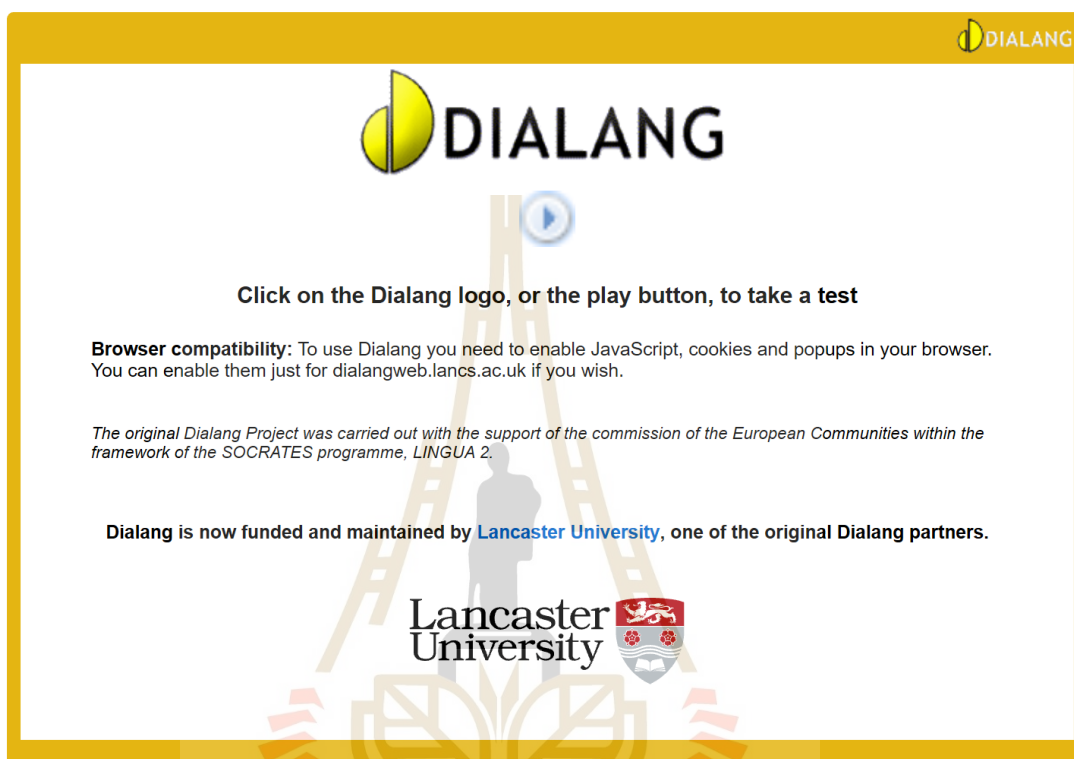 DIALANG
DIALANG
Click on the Dialang logo, or the play button, to take a test
Browser compatibility: To use Dialang you need to enable JavaScript, cookies and popups in your browser.
You can enable them just for dialangweb.lancs.ac.uk if you wish.
The original Dialang Project was carried out with the support of the commission of the European Communities within the
framework of the SOCRATES programme, LINGUA 2.
Dialang is now funded and maintained by Lancaster University, one of the original Dialang partners.
Lancaster
University